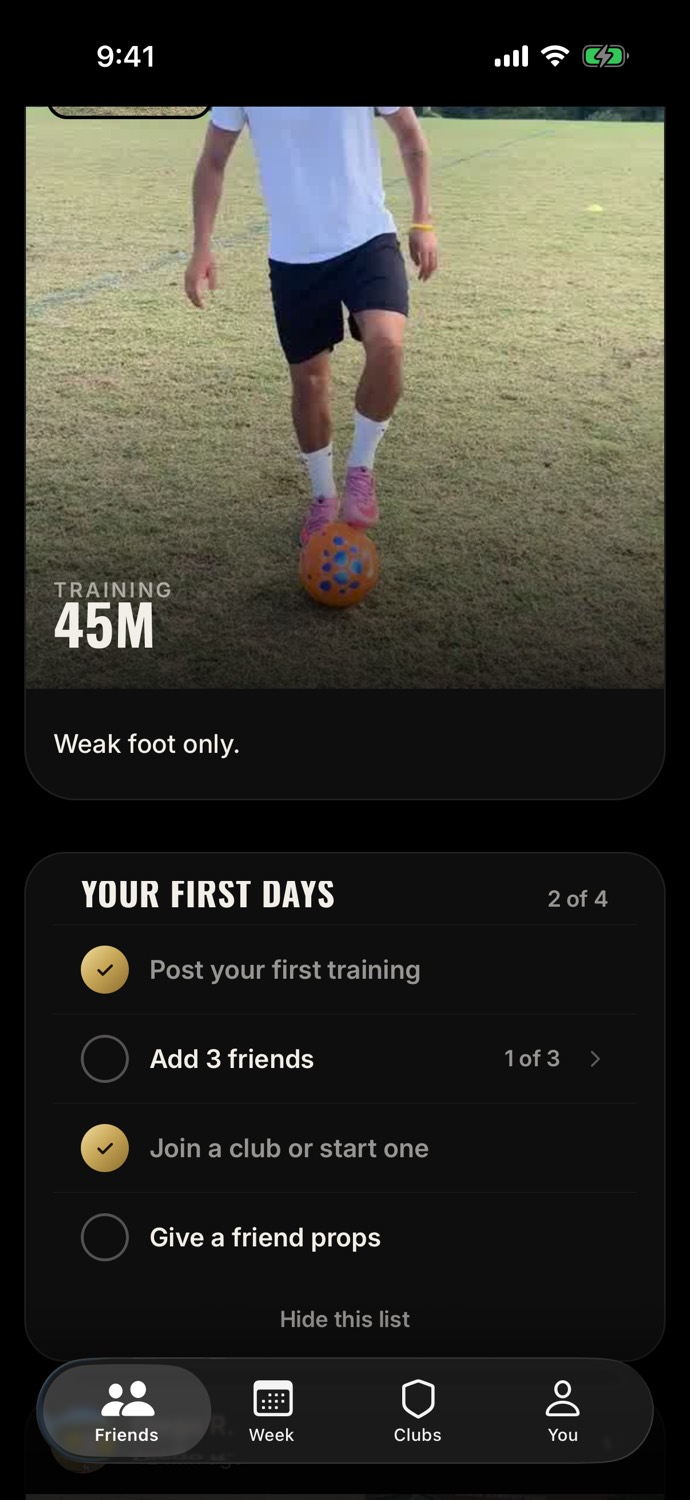 9:41
TRAINING
45M
Weak foot only.
YOUR FIRST DAYS
2 of 4
Post your first training
Add 3 friends
1 of 3
Join a club or start one
Give a friend props
Hide this list
Friends
Week
Clubs
You